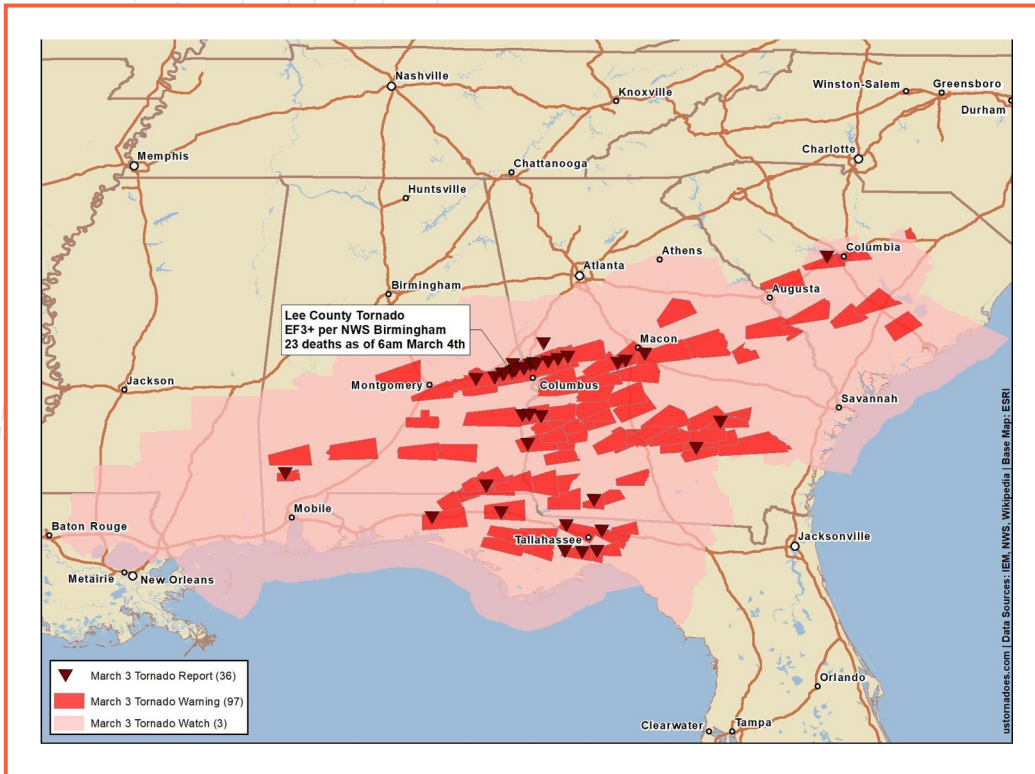 Nashville
Knoxville
Winston-Salem
Greensboro
Durham
Memphis
Charlotte
Chattanooga
Huntsville
Athens
Columbia
Atlanta
Birmingham
Augusta
Lee County Tornado
EF3+ per NWS Birmingham
23 deaths as of 6am March 4th
Macon
Jackson
Montgomery
Columbus
Savannah
Mobile
Baton Rouge
Tallahassee
Jacksonville
Metairie
New Orleans
March 3 Tornado Report (36)
March 3 Tornado Warning (97)
March 3 Tornado Watch (3)
Orlando
Clearwater
Tampa
ustornadoes.com | Data Sources: IEM, NWS, Wikipedia | Base Map: ESRI